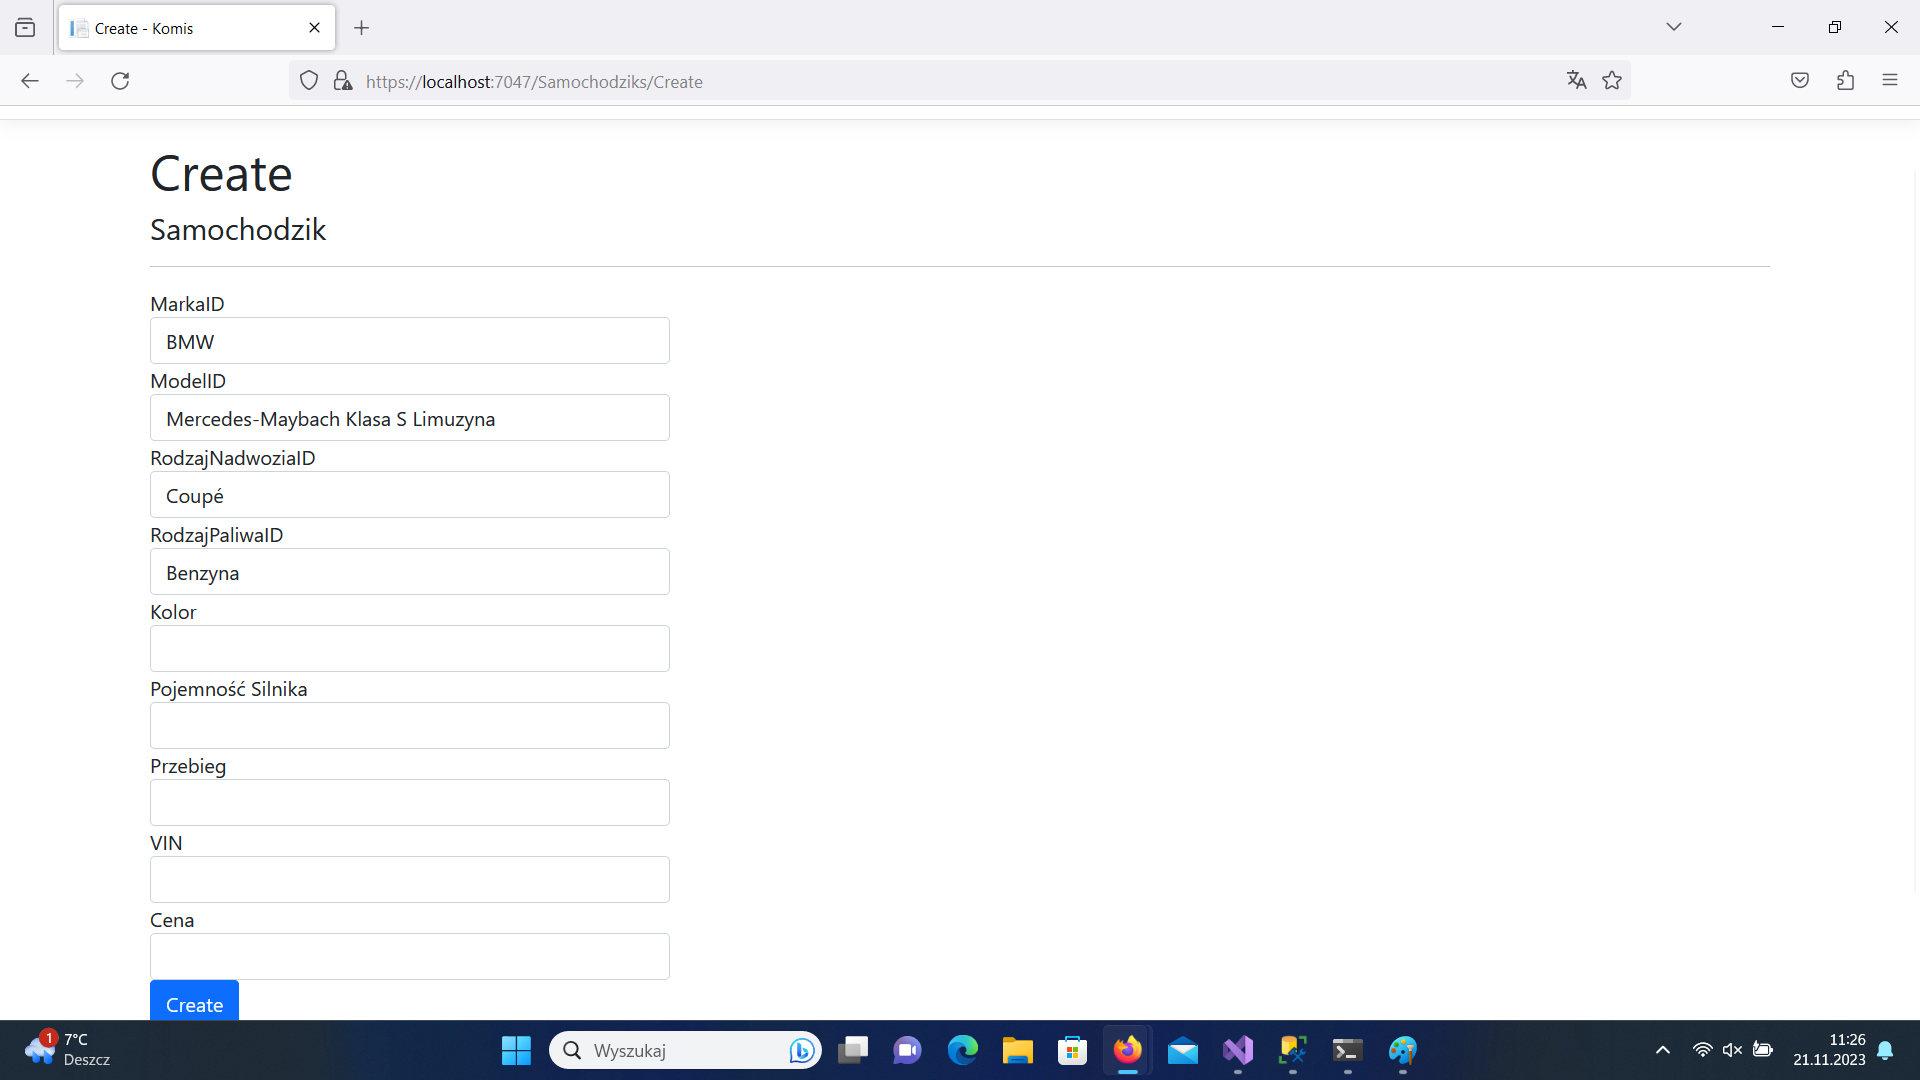 Create - Komis
https://localhost:7047/Samochodziks/Create
Create
Samochodzik
MarkaID
BMW
ModelID
Mercedes-Maybach Klasa S Limuzyna
RodzajNadwoziaID
Coupé
RodzajPaliwaID
Benzyna
Kolor
Pojemność Silnika
Przebieg
VIN
Cena
Create
1
7°C
Deszcz
Wyszukaj
11:26
21.11.2023